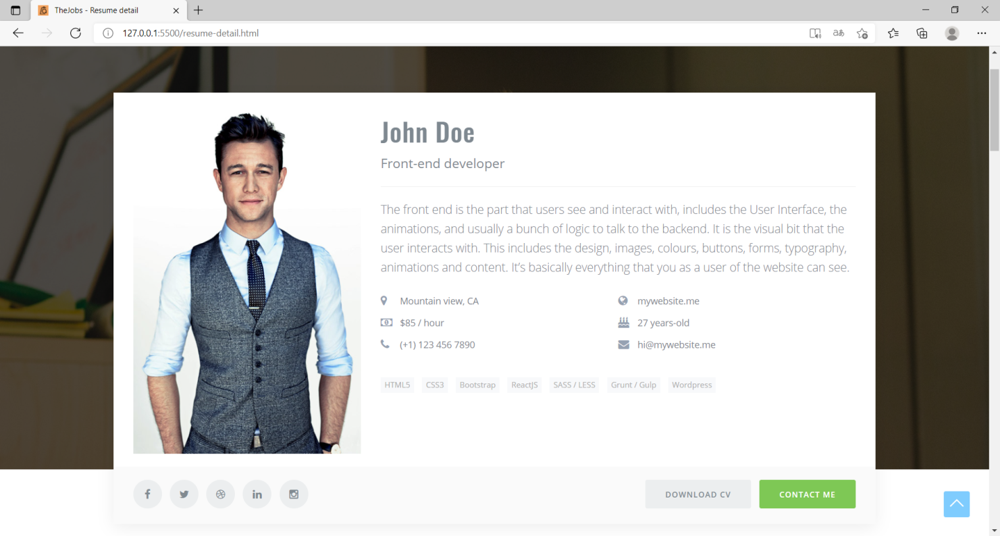 TheJobs - Resume detail
127.0.0.1:5500/resume-detail.html
John Doe
Front-end developer
The front end is the part that users see and interact with, includes the User Interface, the
animations, and usually a bunch of logic to talk to the backend. It is the visual bit that the
user interacts with. This includes the design, images, colours, buttons, forms, typography,
animations and content. It’s basically everything that you as a user of the website can see.
Mountain view, CA
mywebsite.me
$85 / hour
27 years-old
(+1) 123 456 7890
hi@mywebsite.me
HTML5 CSS3 Bootstrap ReactJS SASS / LESS Grunt / Gulp Wordpress
DOWNLOAD CV CONTACT ME